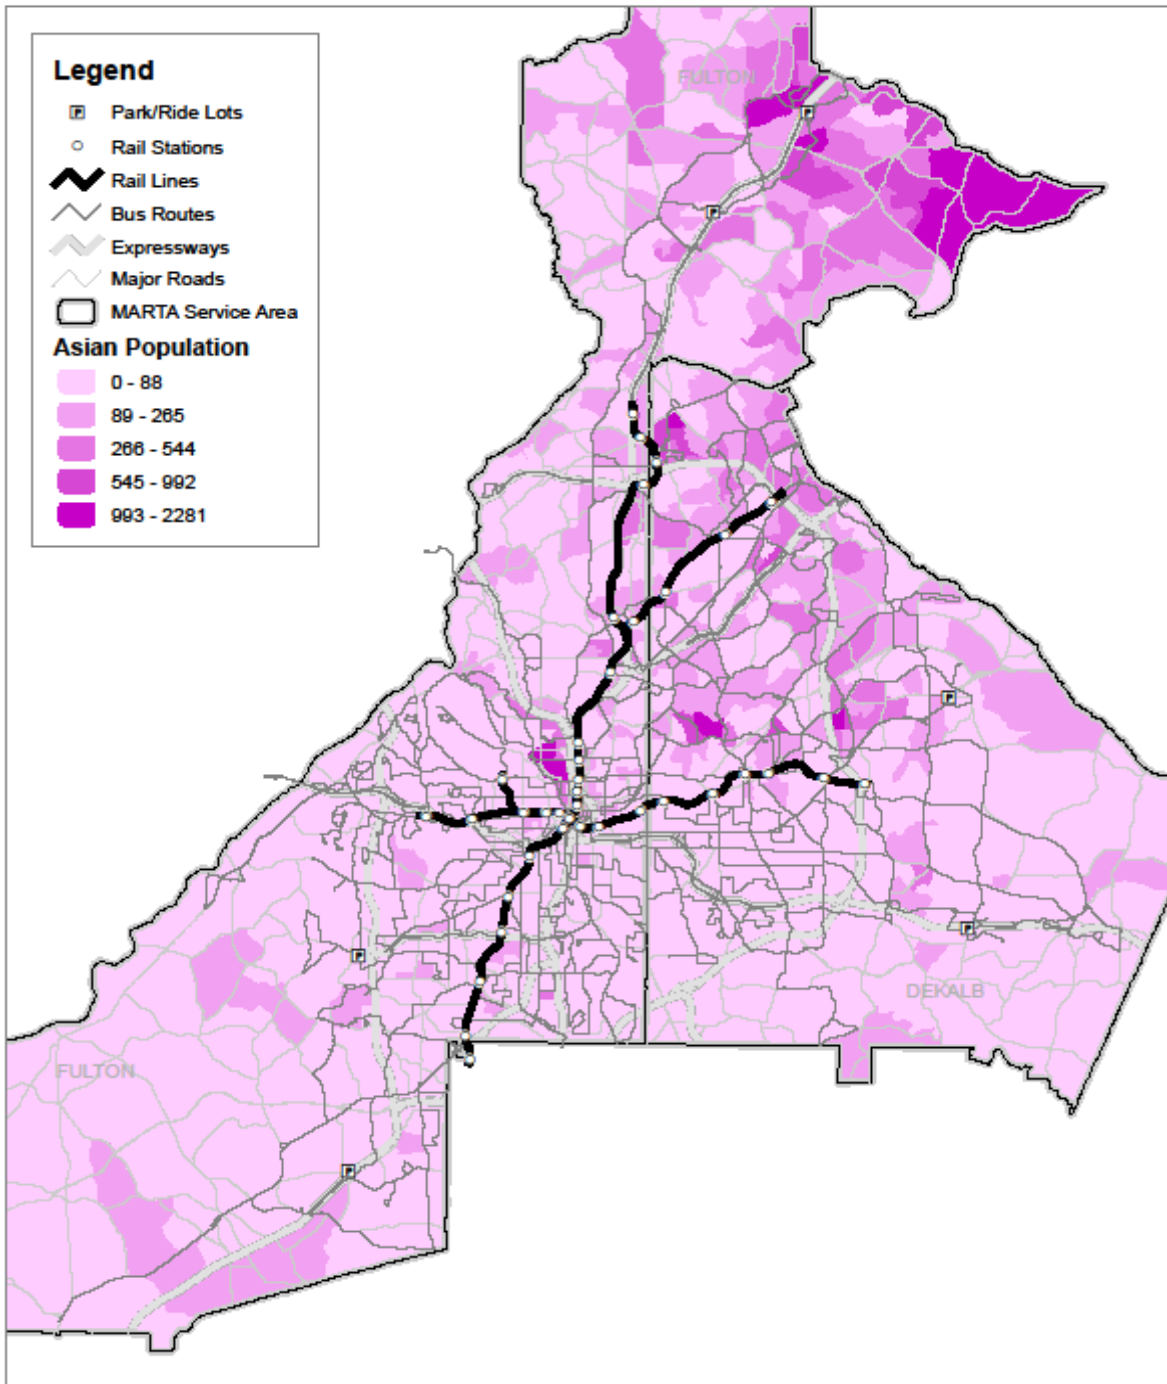 Legend
P Park/Ride Lots
Rail Stations
Rail Lines
Bus Routes
Expressways
Major Roads
MARTA Service Area
Asian Population
0 - 88
89 - 265
266 - 544
545 - 992
993 - 2281
FULTON
P
P
P
P
P
DEKALB
FULTON
P